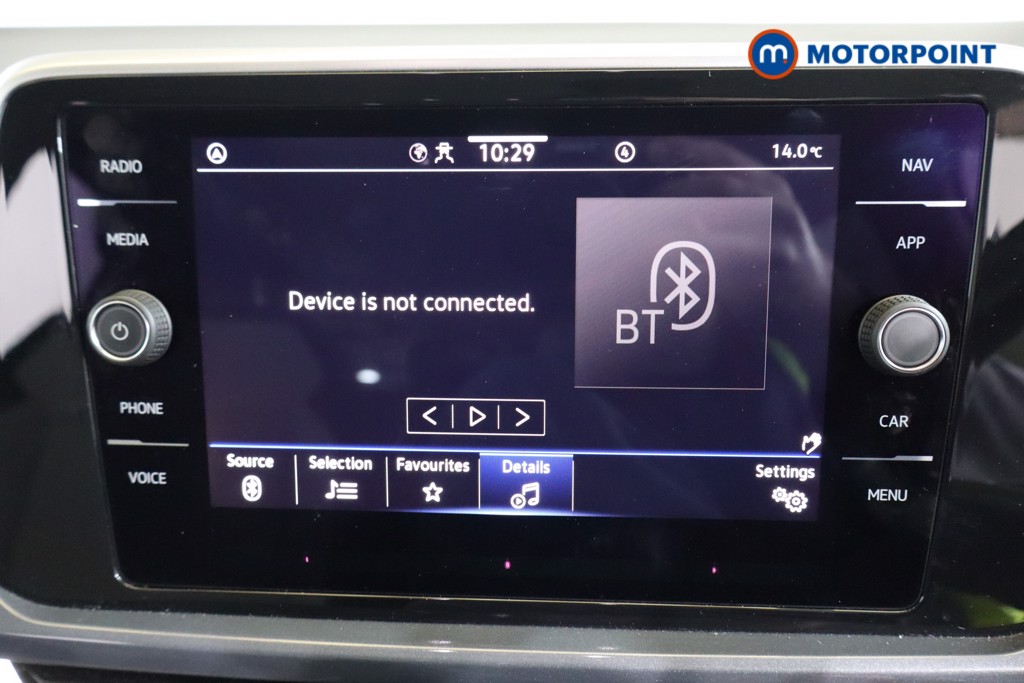 m MOTORPOINT
RADIO
MEDIA
PHONE
VOICE
A 10:29 4 14.0°C
Device is not connected.
BT
Source Selection Favourites Details Settings
NAV
APP
CAR
MENU